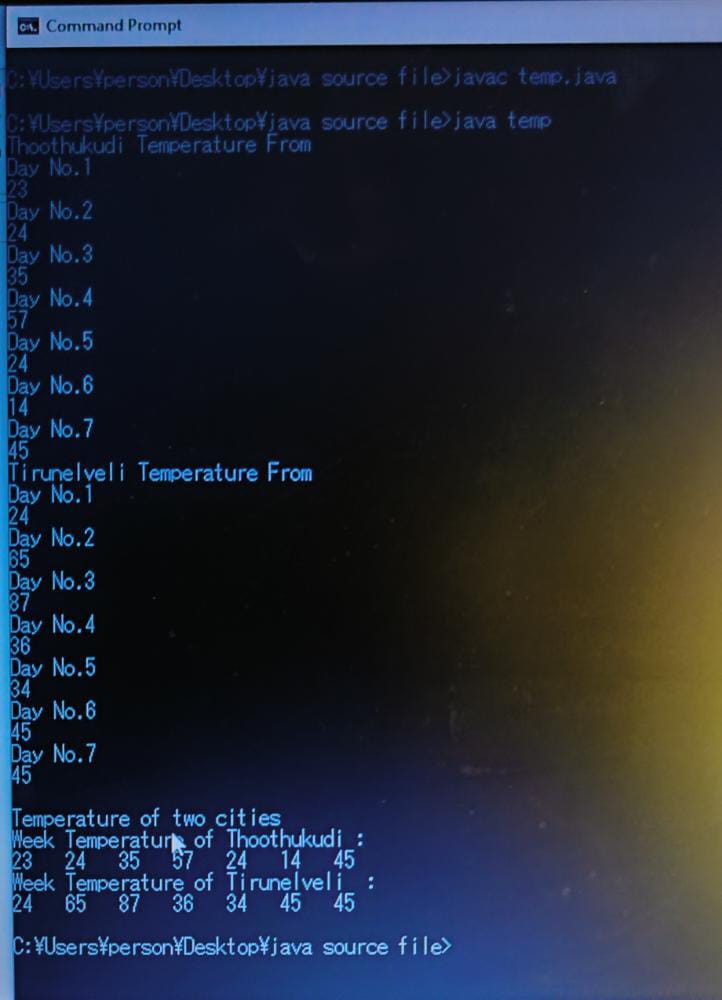 Command Prompt
C:¥Users¥person¥Desktop¥java source file>javac temp.java
C:¥Users¥person¥Desktop¥java source file>java temp
Thoothukudi Temperature From
Day No.1
23
Day No.2
24
Day No.3
35
Day No.4
57
Day No.5
24
Day No.6
14
Day No.7
45
Tirunelveli Temperature From
Day No.1
24
Day No.2
65
Day No.3
87
Day No.4
36
Day No.5
34
Day No.6
45
Day No.7
45
Temperature of two cities
Week Temperature of Thoothukudi :
23 24 35 57 24 14 45
Week Temperature of Tirunelveli :
24 65 87 36 34 45 45
C:¥Users¥person¥Desktop¥java source file>